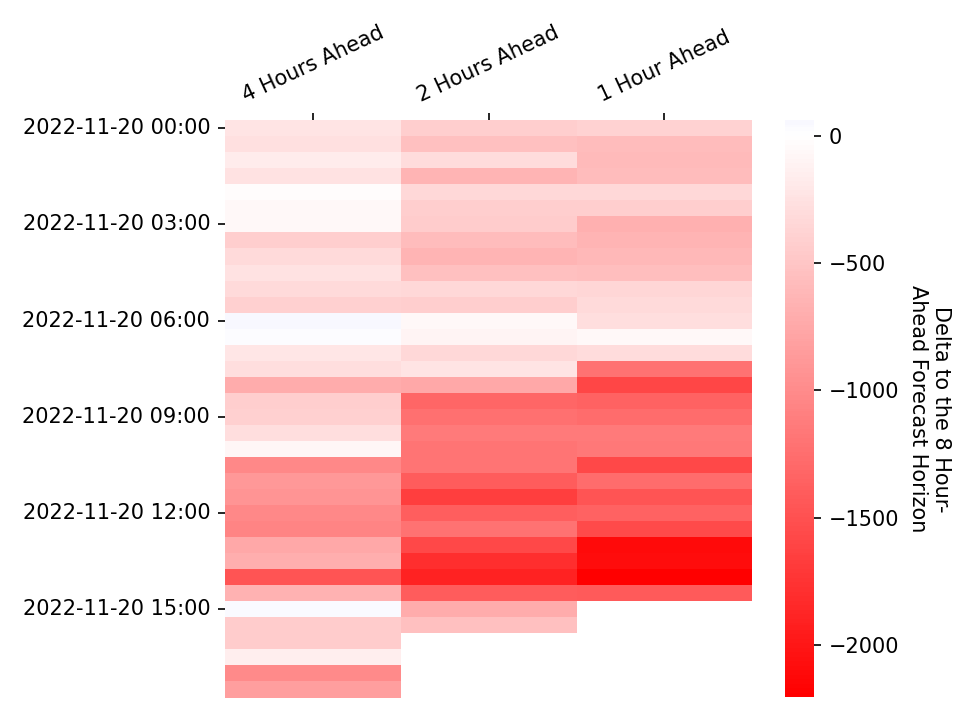 4 Hours Ahead
2 Hours Ahead
1 Hour Ahead
2022-11-20 00:00
2022-11-20 03:00
2022-11-20 06:00
2022-11-20 09:00
2022-11-20 12:00
2022-11-20 15:00
0
−500
−1000
−1500
−2000
Delta to the 8 Hour-
Ahead Forecast Horizon